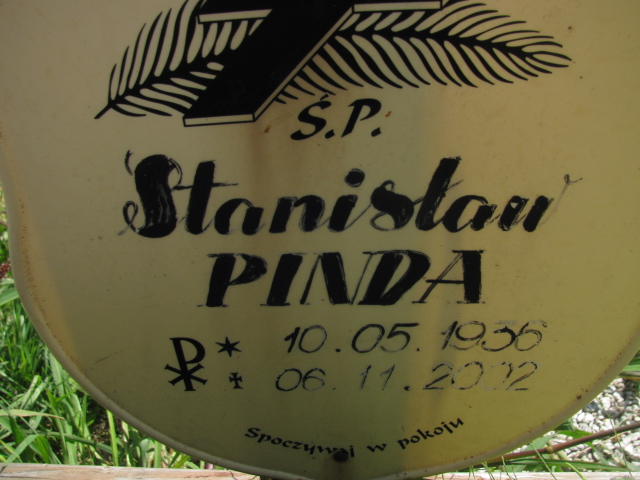 Ś.P.
Stanisław
PINDA
☧ * 10.05.1936
✝ 06.11.2002
Spoczywaj w pokoju